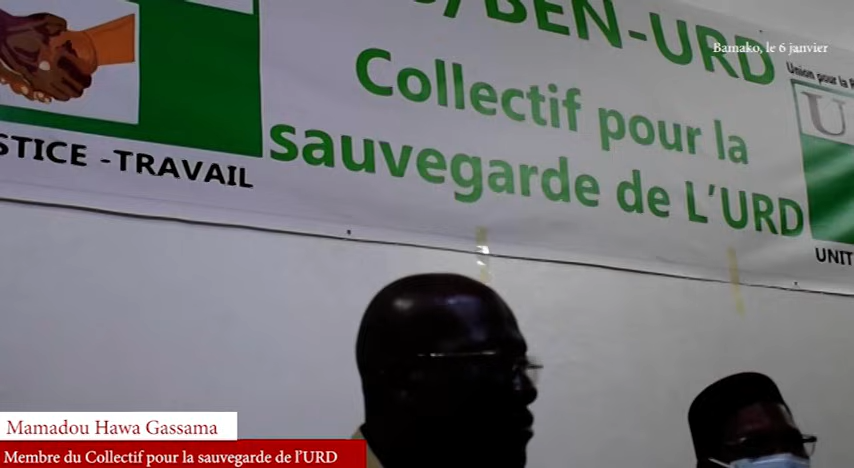 BEN-URD
Bamako, le 6 janvier
Collectif pour la
sauvegarde de L'URD
Union pour la
U
STICE -TRAVAIL
UNIT
Mamadou Hawa Gassama
Membre du Collectif pour la sauvegarde de l'URD